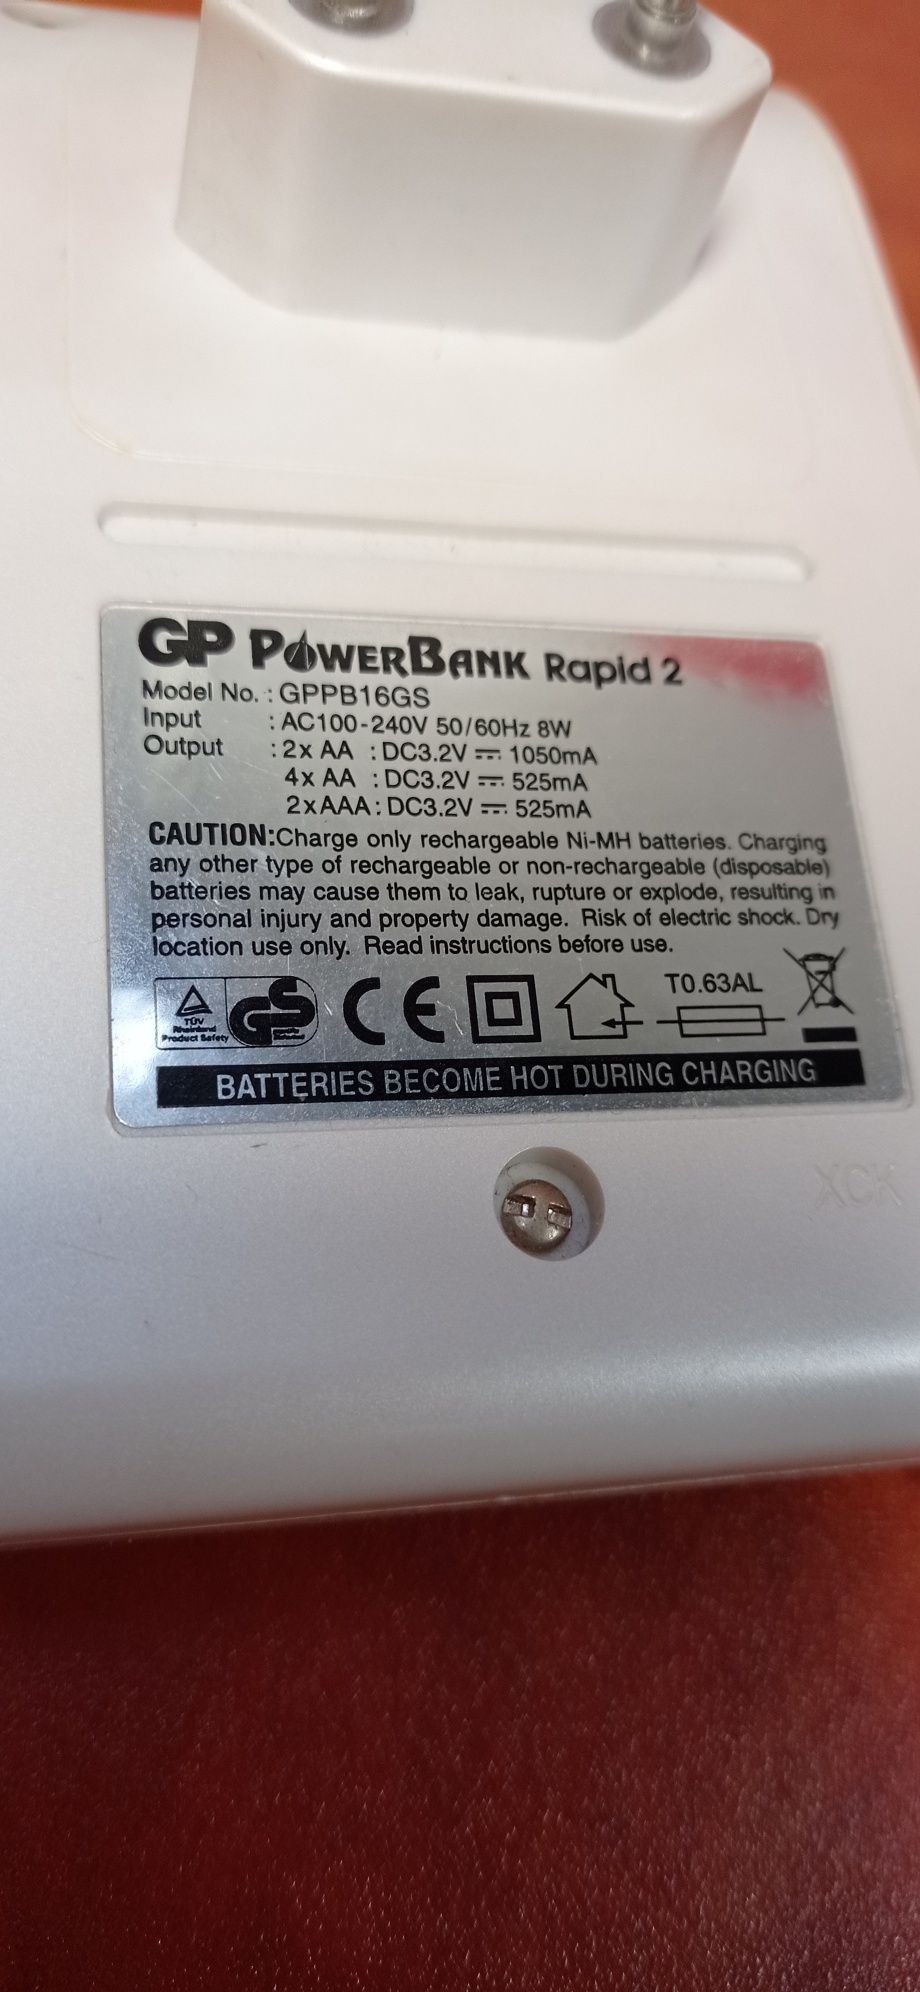 GP PowerBank Rapid 2
Model No. : GPPB16GS
Input : AC100-240V 50/60Hz 8W
Output : 2x AA : DC3.2V ⎓ 1050mA
4x AA : DC3.2V ⎓ 525mA
2xAAA : DC3.2V ⎓ 525mA
CAUTION:Charge only rechargeable Ni-MH batteries. Charging
any other type of rechargeable or non-rechargeable (disposable)
batteries may cause them to leak, rupture or explode, resulting in
personal injury and property damage. Risk of electric shock. Dry
location use only. Read instructions before use.
TÜV
Rheinland
Product Safety
GS
CE
T0.63AL
BATTERIES BECOME HOT DURING CHARGING
XCK